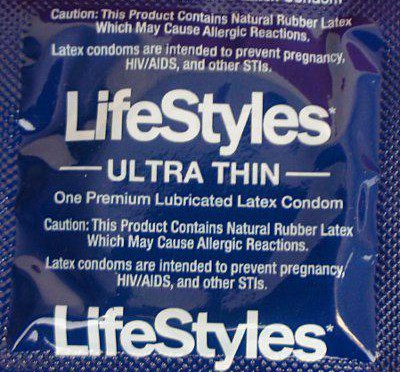 Condom
Caution: This Product Contains Natural Rubber Latex
Which May Cause Allergic Reactions.
Latex condoms are intended to prevent pregnancy,
HIV/AIDS, and other STIs.
LifeStyles*
ULTRA THIN
One Premium Lubricated Latex Condom
Caution: This Product Contains Natural Rubber Latex
Which May Cause Allergic Reactions.
Latex condoms are intended to prevent pregnancy,
HIV/AIDS, and other STIs.
LifeStyles*